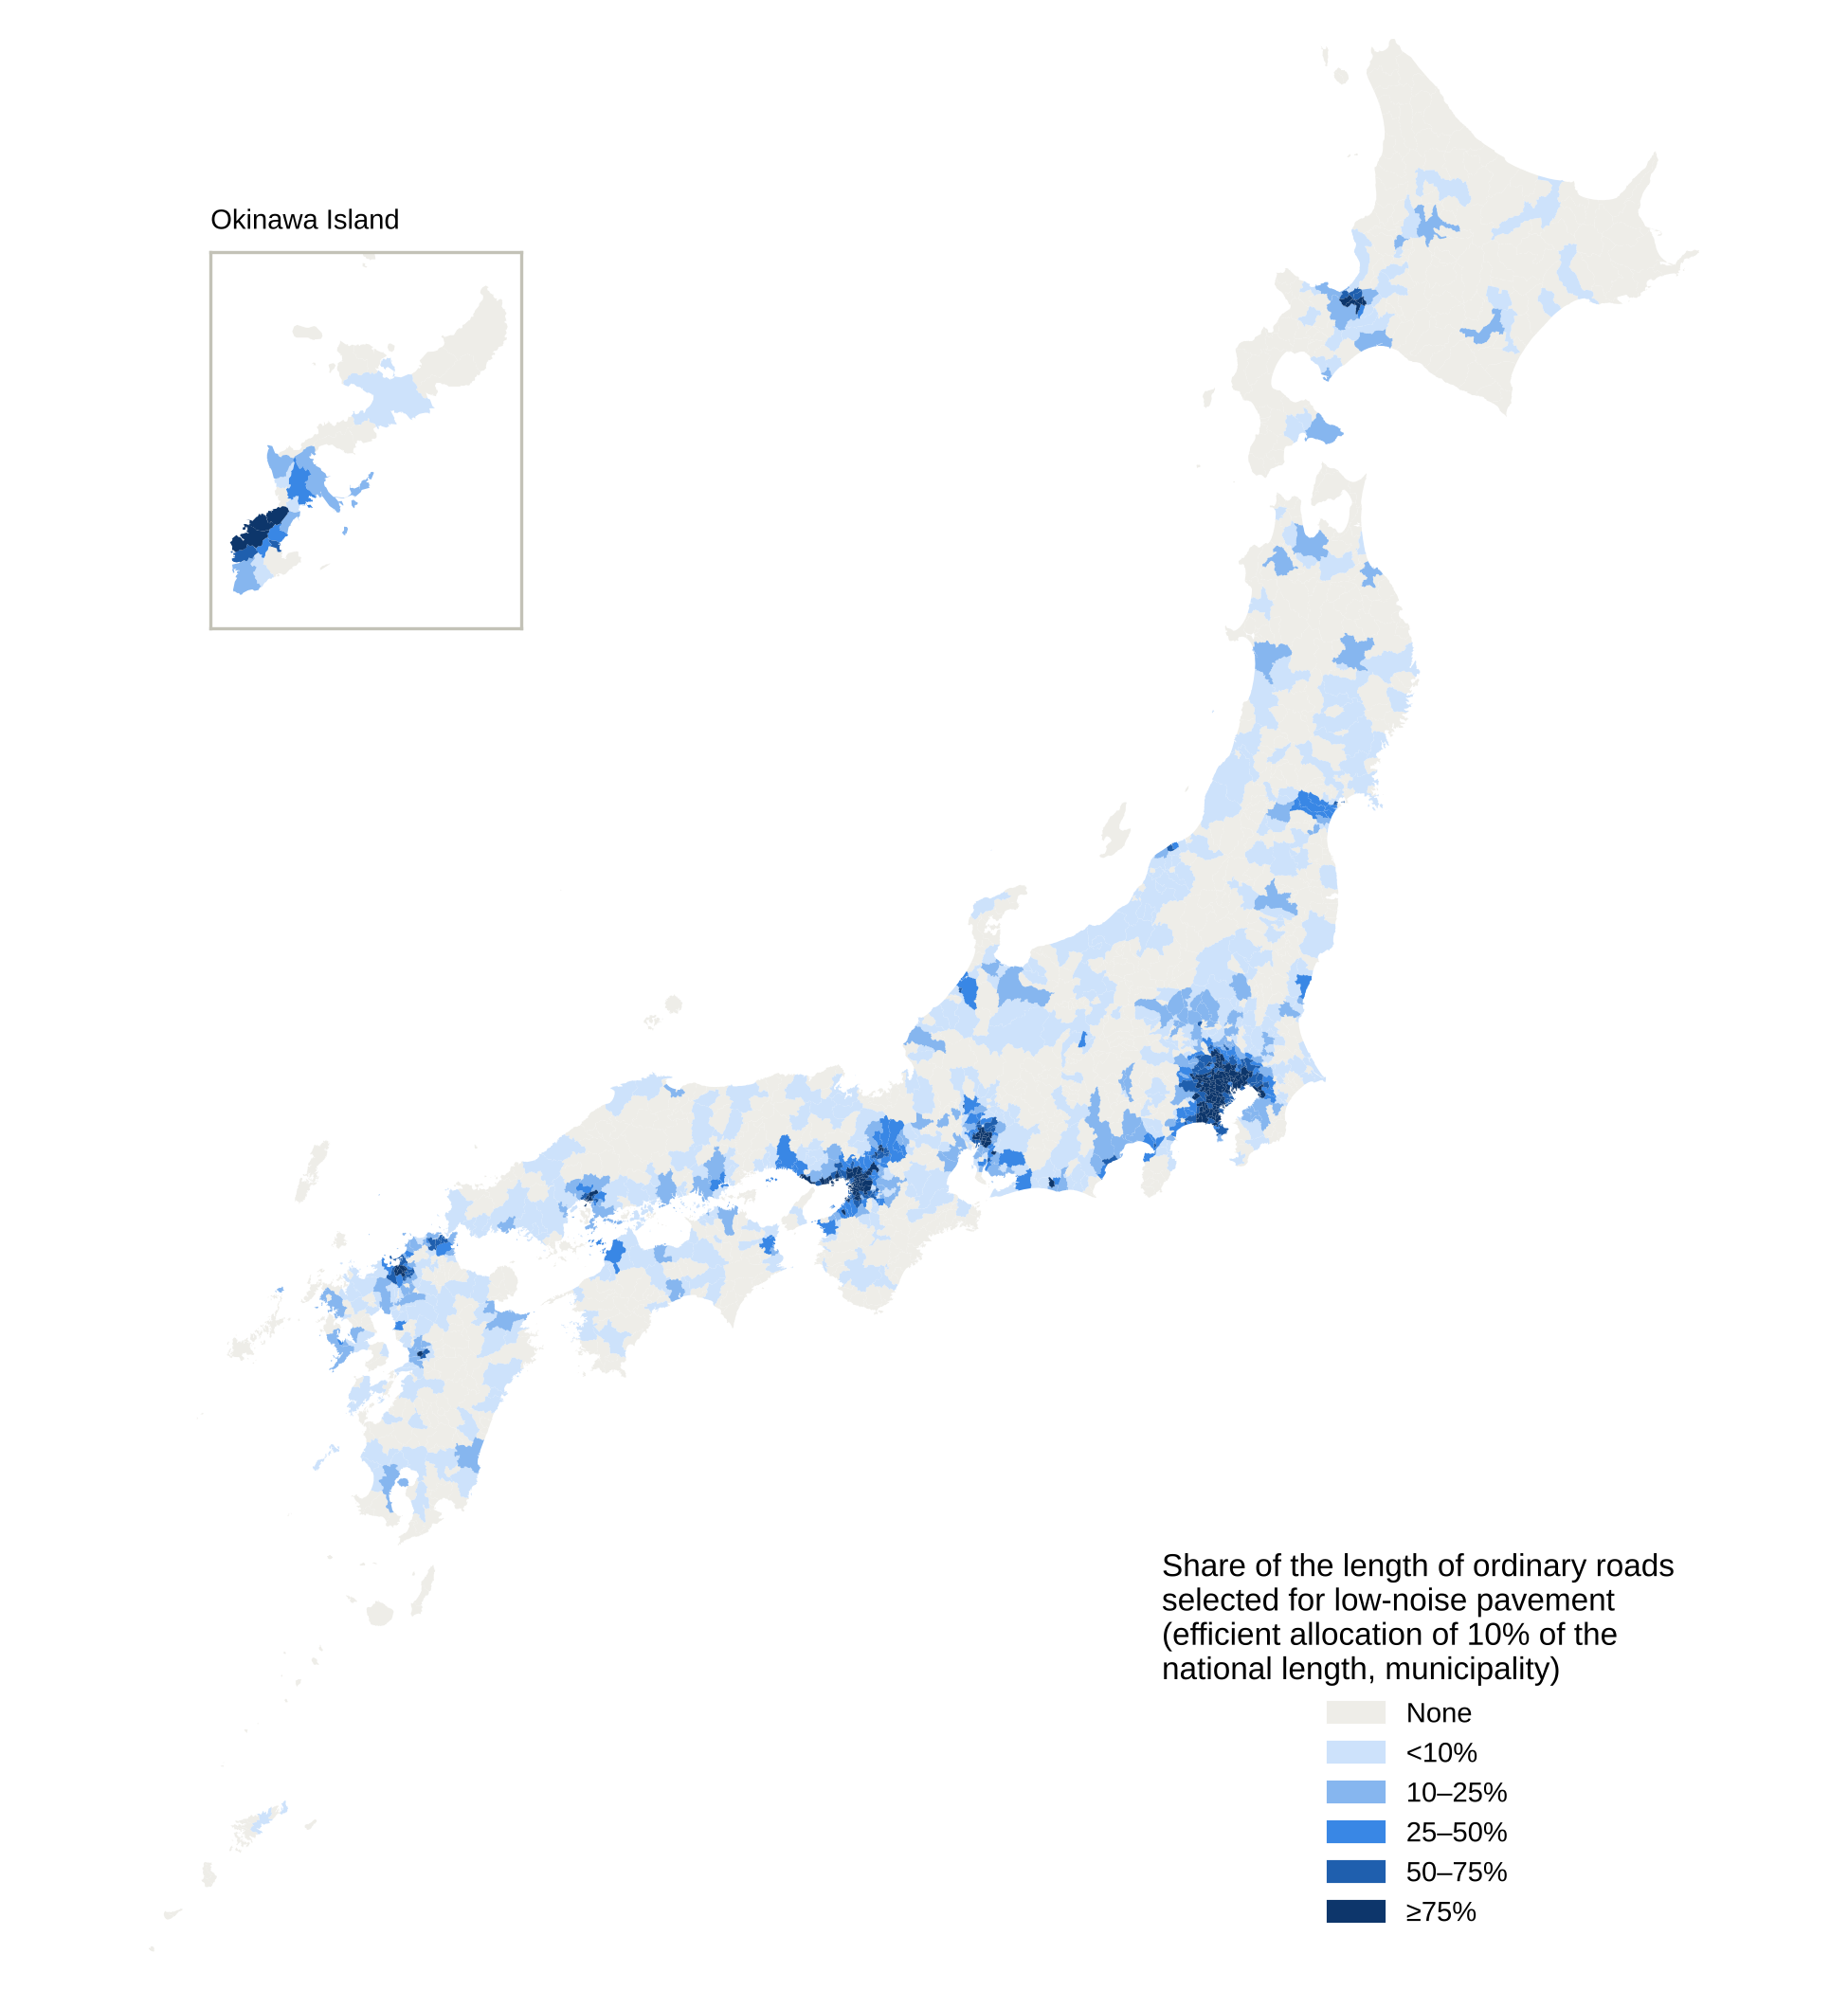 Okinawa Island
Share of the length of ordinary roads
selected for low-noise pavement
(efficient allocation of 10% of the
national length, municipality)
None
<10%
10–25%
25–50%
50–75%
≥75%